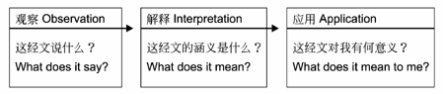 观察 Observation
这经文说什么？
What does it say?
解释 Interpretation
这经文的涵义是什么？
What does it mean?
应用 Application
这经文对我有何意义？
What does it mean to me?